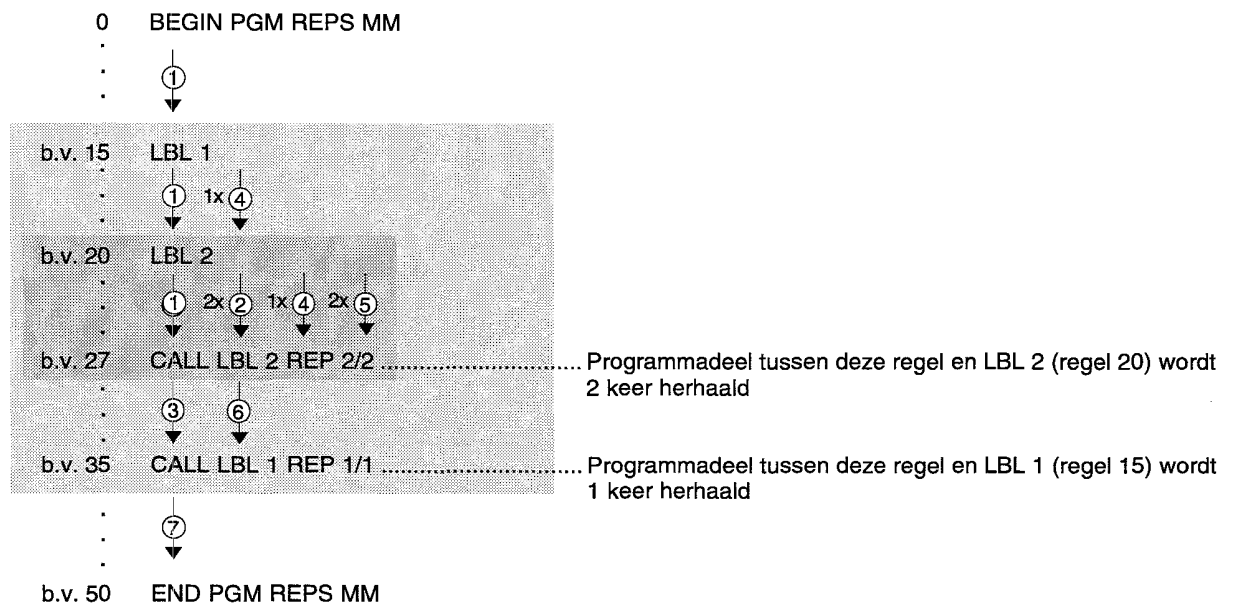 0 BEGIN PGM REPS MM
①
b.v. 15 LBL 1
① 1x ④
b.v. 20 LBL 2
① 2x ② 1x ④ 2x ⑤
b.v. 27 CALL LBL 2 REP 2/2 ............................ Programmadeel tussen deze regel en LBL 2 (regel 20) wordt
2 keer herhaald
③ ⑥
b.v. 35 CALL LBL 1 REP 1/1 ............................ Programmadeel tussen deze regel en LBL 1 (regel 15) wordt
1 keer herhaald
⑦
b.v. 50 END PGM REPS MM